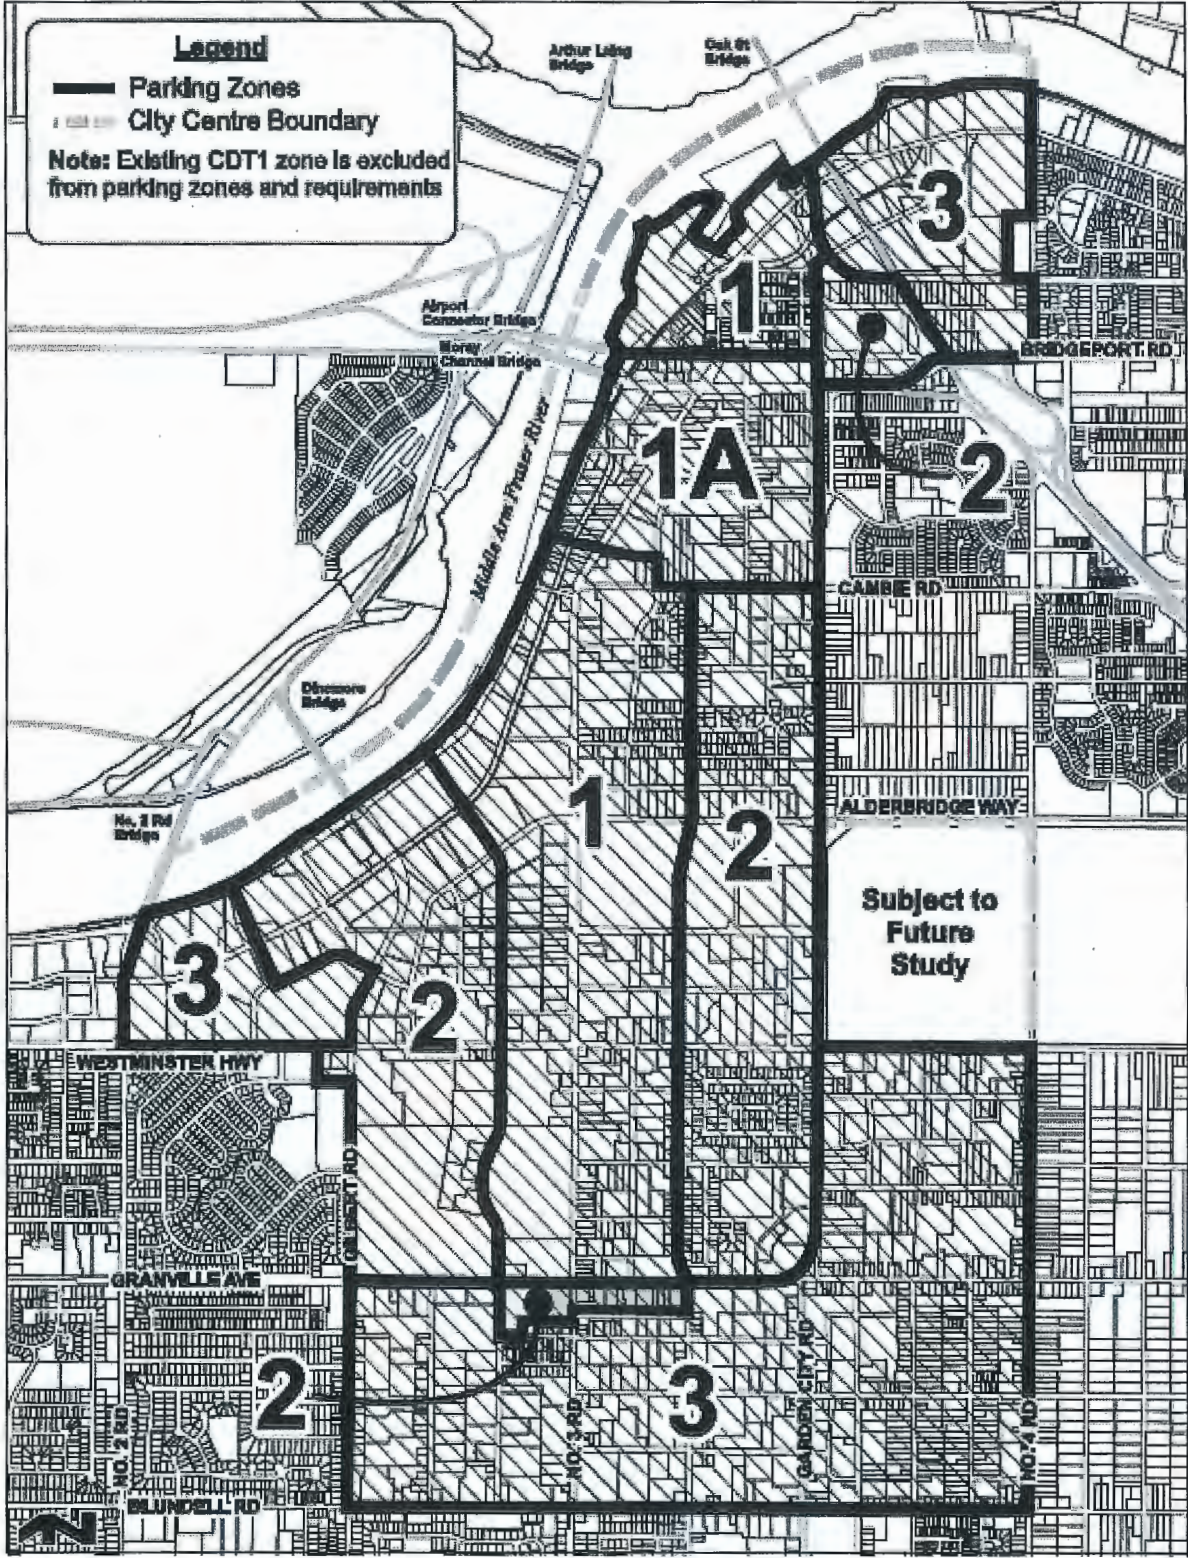 Legend
Parking Zones
City Centre Boundary
Note: Existing CDT1 zone is excluded
from parking zones and requirements
Arthur Laing
Bridge
Oak St
Bridge
3
1
Airport
Connector Bridge
Moray
Channel Bridge
BRIDGEPORT RD
1A
2
Middle Arm Fraser River
CAMBIE RD
Dinsmore
Bridge
1
ALDERBRIDGE WAY
No. 2 Rd
Bridge
2
Subject to
Future
Study
3
2
WESTMINSTER HWY
GILBERT RD
GRANVILLE AVE
2
3
NO. 2 RD
NO. 3 RD
GARDEN CITY RD
NO. 4 RD
BLUNDELL RD